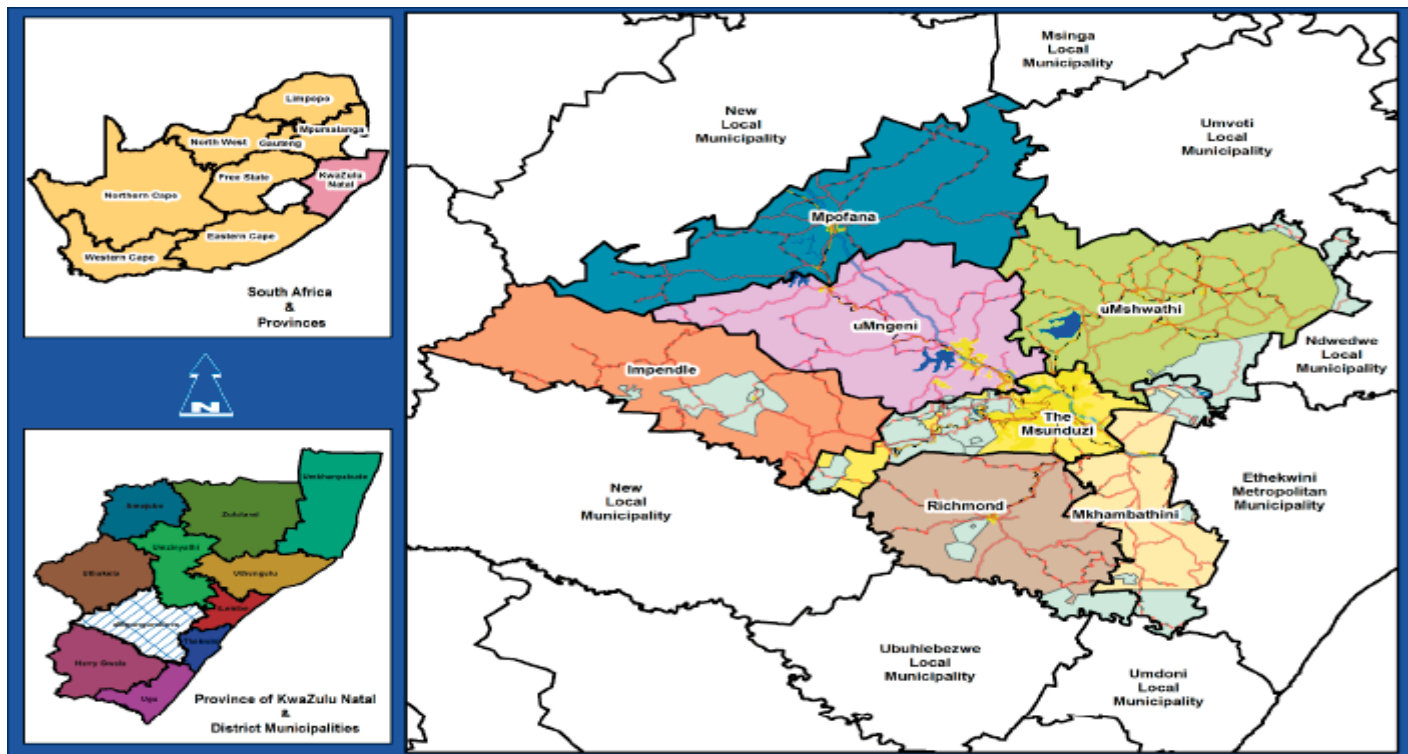 Limpopo
North West
Mpumalanga
Gauteng
Free State
KwaZulu
Natal
Northern Cape
Eastern Cape
Western Cape
South Africa
&
Provinces
N
Umkhanyakude
Amajuba
Zululand
Umzinyathi
Uthukela
Uthungulu
iLembe
Harry Gwala
Ugu
Province of KwaZulu Natal
&
District Municipalities
Msinga
Local
Municipality
New
Local
Municipality
Umvoti
Local
Municipality
Mpofana
uMngeni
uMshwathi
Impendle
Ndwedwe
Local
Municipality
The
Msunduzi
New
Local
Municipality
Richmond
Mkhambathini
Ethekwini
Metropolitan
Municipality
Ubuhlebezwe
Local
Municipality
Umdoni
Local
Municipality